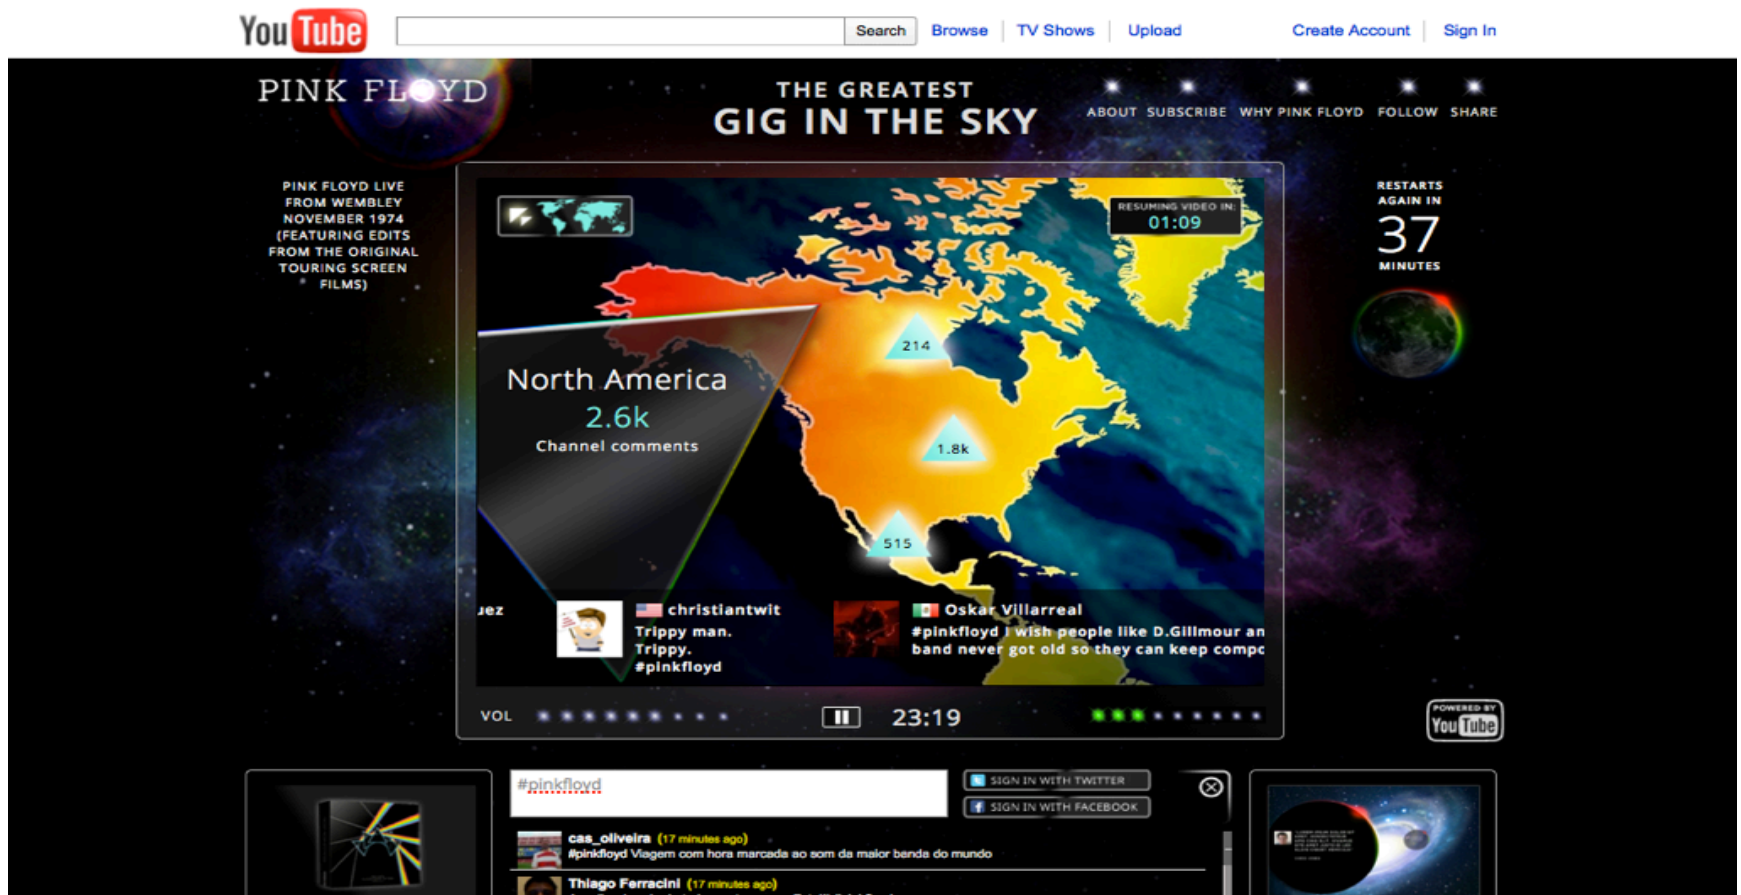 YouTube
Search
Browse
TV Shows
Upload
Create Account
Sign In
PINK FLOYD
THE GREATEST
GIG IN THE SKY
ABOUT
SUBSCRIBE
WHY PINK FLOYD
FOLLOW
SHARE
PINK FLOYD LIVE
FROM WEMBLEY
NOVEMBER 1974
(FEATURING EDITS
FROM THE ORIGINAL
TOURING SCREEN
FILMS)
RESUMING VIDEO IN:
01:09
RESTARTS
AGAIN IN
37
MINUTES
214
North America
2.6k
Channel comments
1.8k
515
uez
christiantwit
Trippy man.
Trippy.
#pinkfloyd
Oskar Villarreal
#pinkfloyd I wish people like D.Gillmour an
band never got old so they can keep compo
VOL
23:19
POWERED BY
YouTube
#pinkfloyd
SIGN IN WITH TWITTER
SIGN IN WITH FACEBOOK
cas_oliveira (17 minutes ago)
#pinkfloyd Viagem com hora marcada ao som da maior banda do mundo
Thiago Ferracini (17 minutes ago)